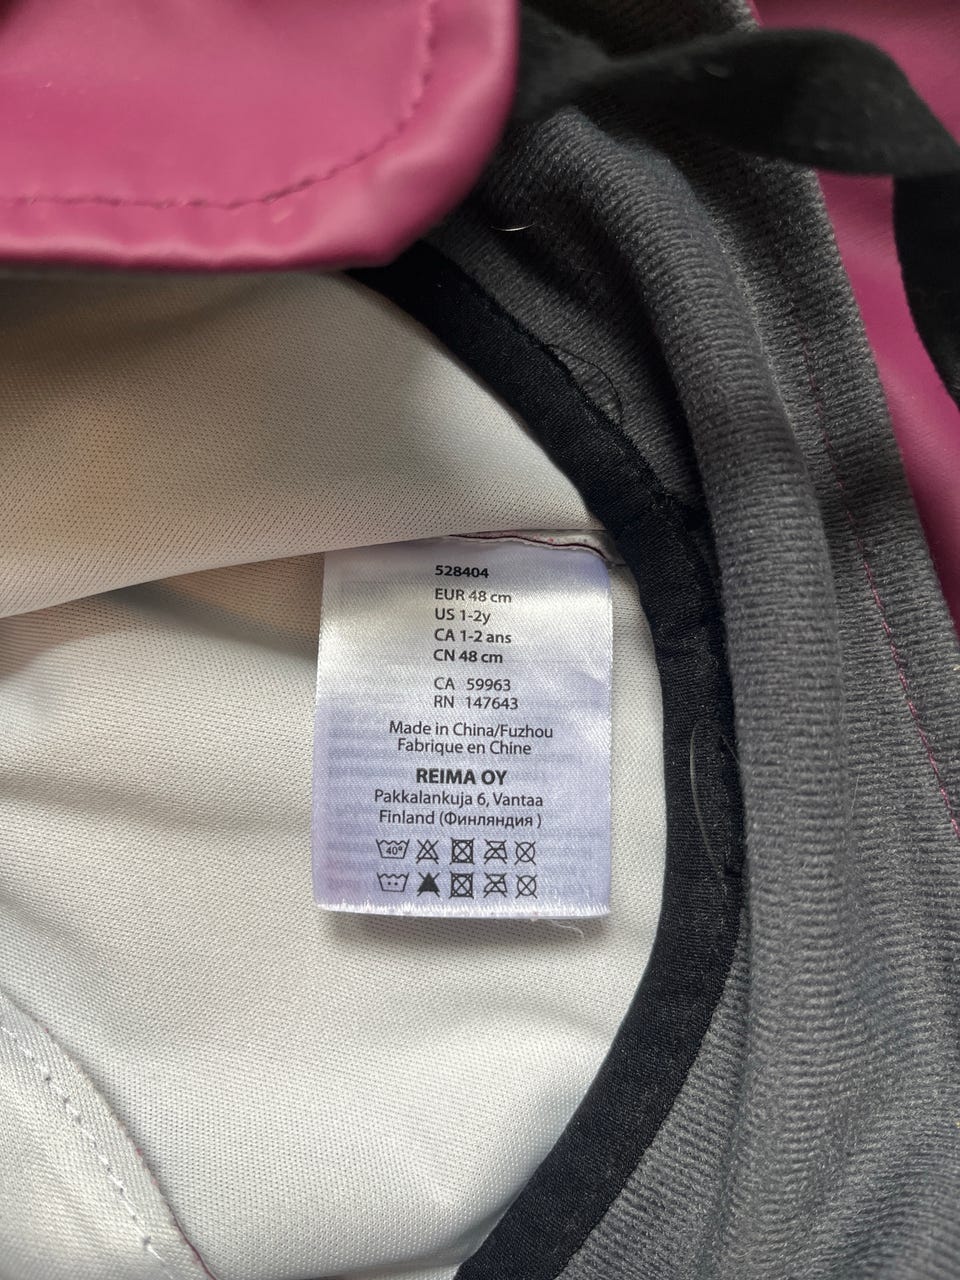 528404
EUR 48 cm
US 1-2y
CA 1-2 ans
CN 48 cm
CA 59963
RN 147643
Made in China/Fuzhou
Fabrique en Chine
REIMA OY
Pakkalankuja 6, Vantaa
Finland (Финляндия )
40°